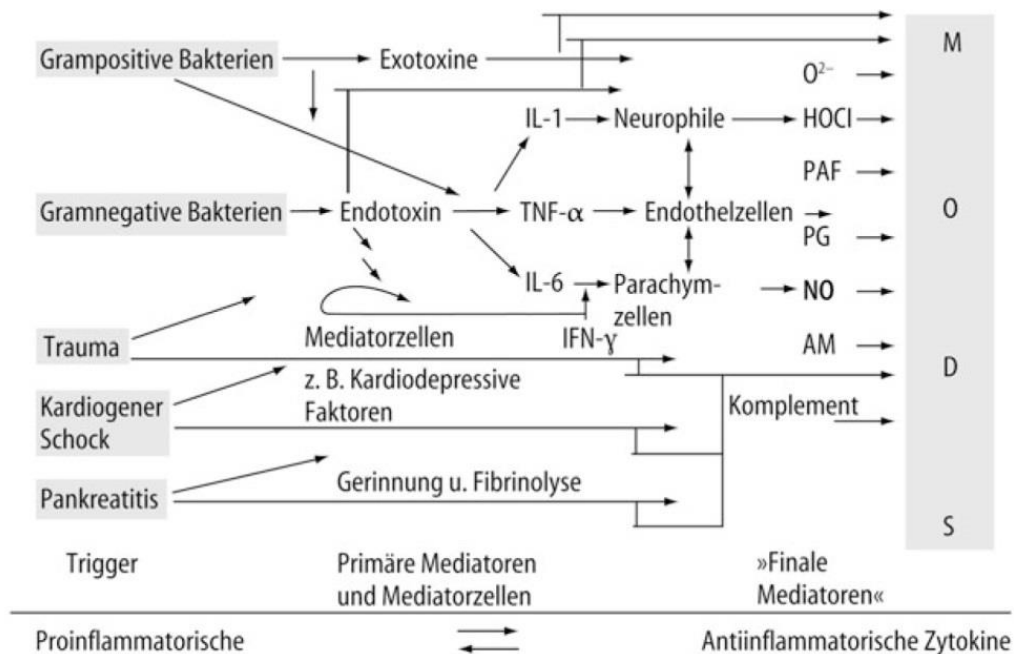 Grampositive Bakterien
Exotoxine
M
O²⁻
IL-1
Neurophile
HOCl
PAF
Gramnegative Bakterien
Endotoxin
TNF-α
Endothelzellen
O
PG
IL-6
Parachym-
zellen
NO
Mediatorzellen
IFN-γ
Trauma
AM
D
z. B. Kardiodepressive
Faktoren
Kardiogener
Schock
Komplement
Gerinnung u. Fibrinolyse
Pankreatitis
S
Trigger
Primäre Mediatoren
und Mediatorzellen
»Finale
Mediatoren«
Proinflammatorische
Antiinflammatorische Zytokine